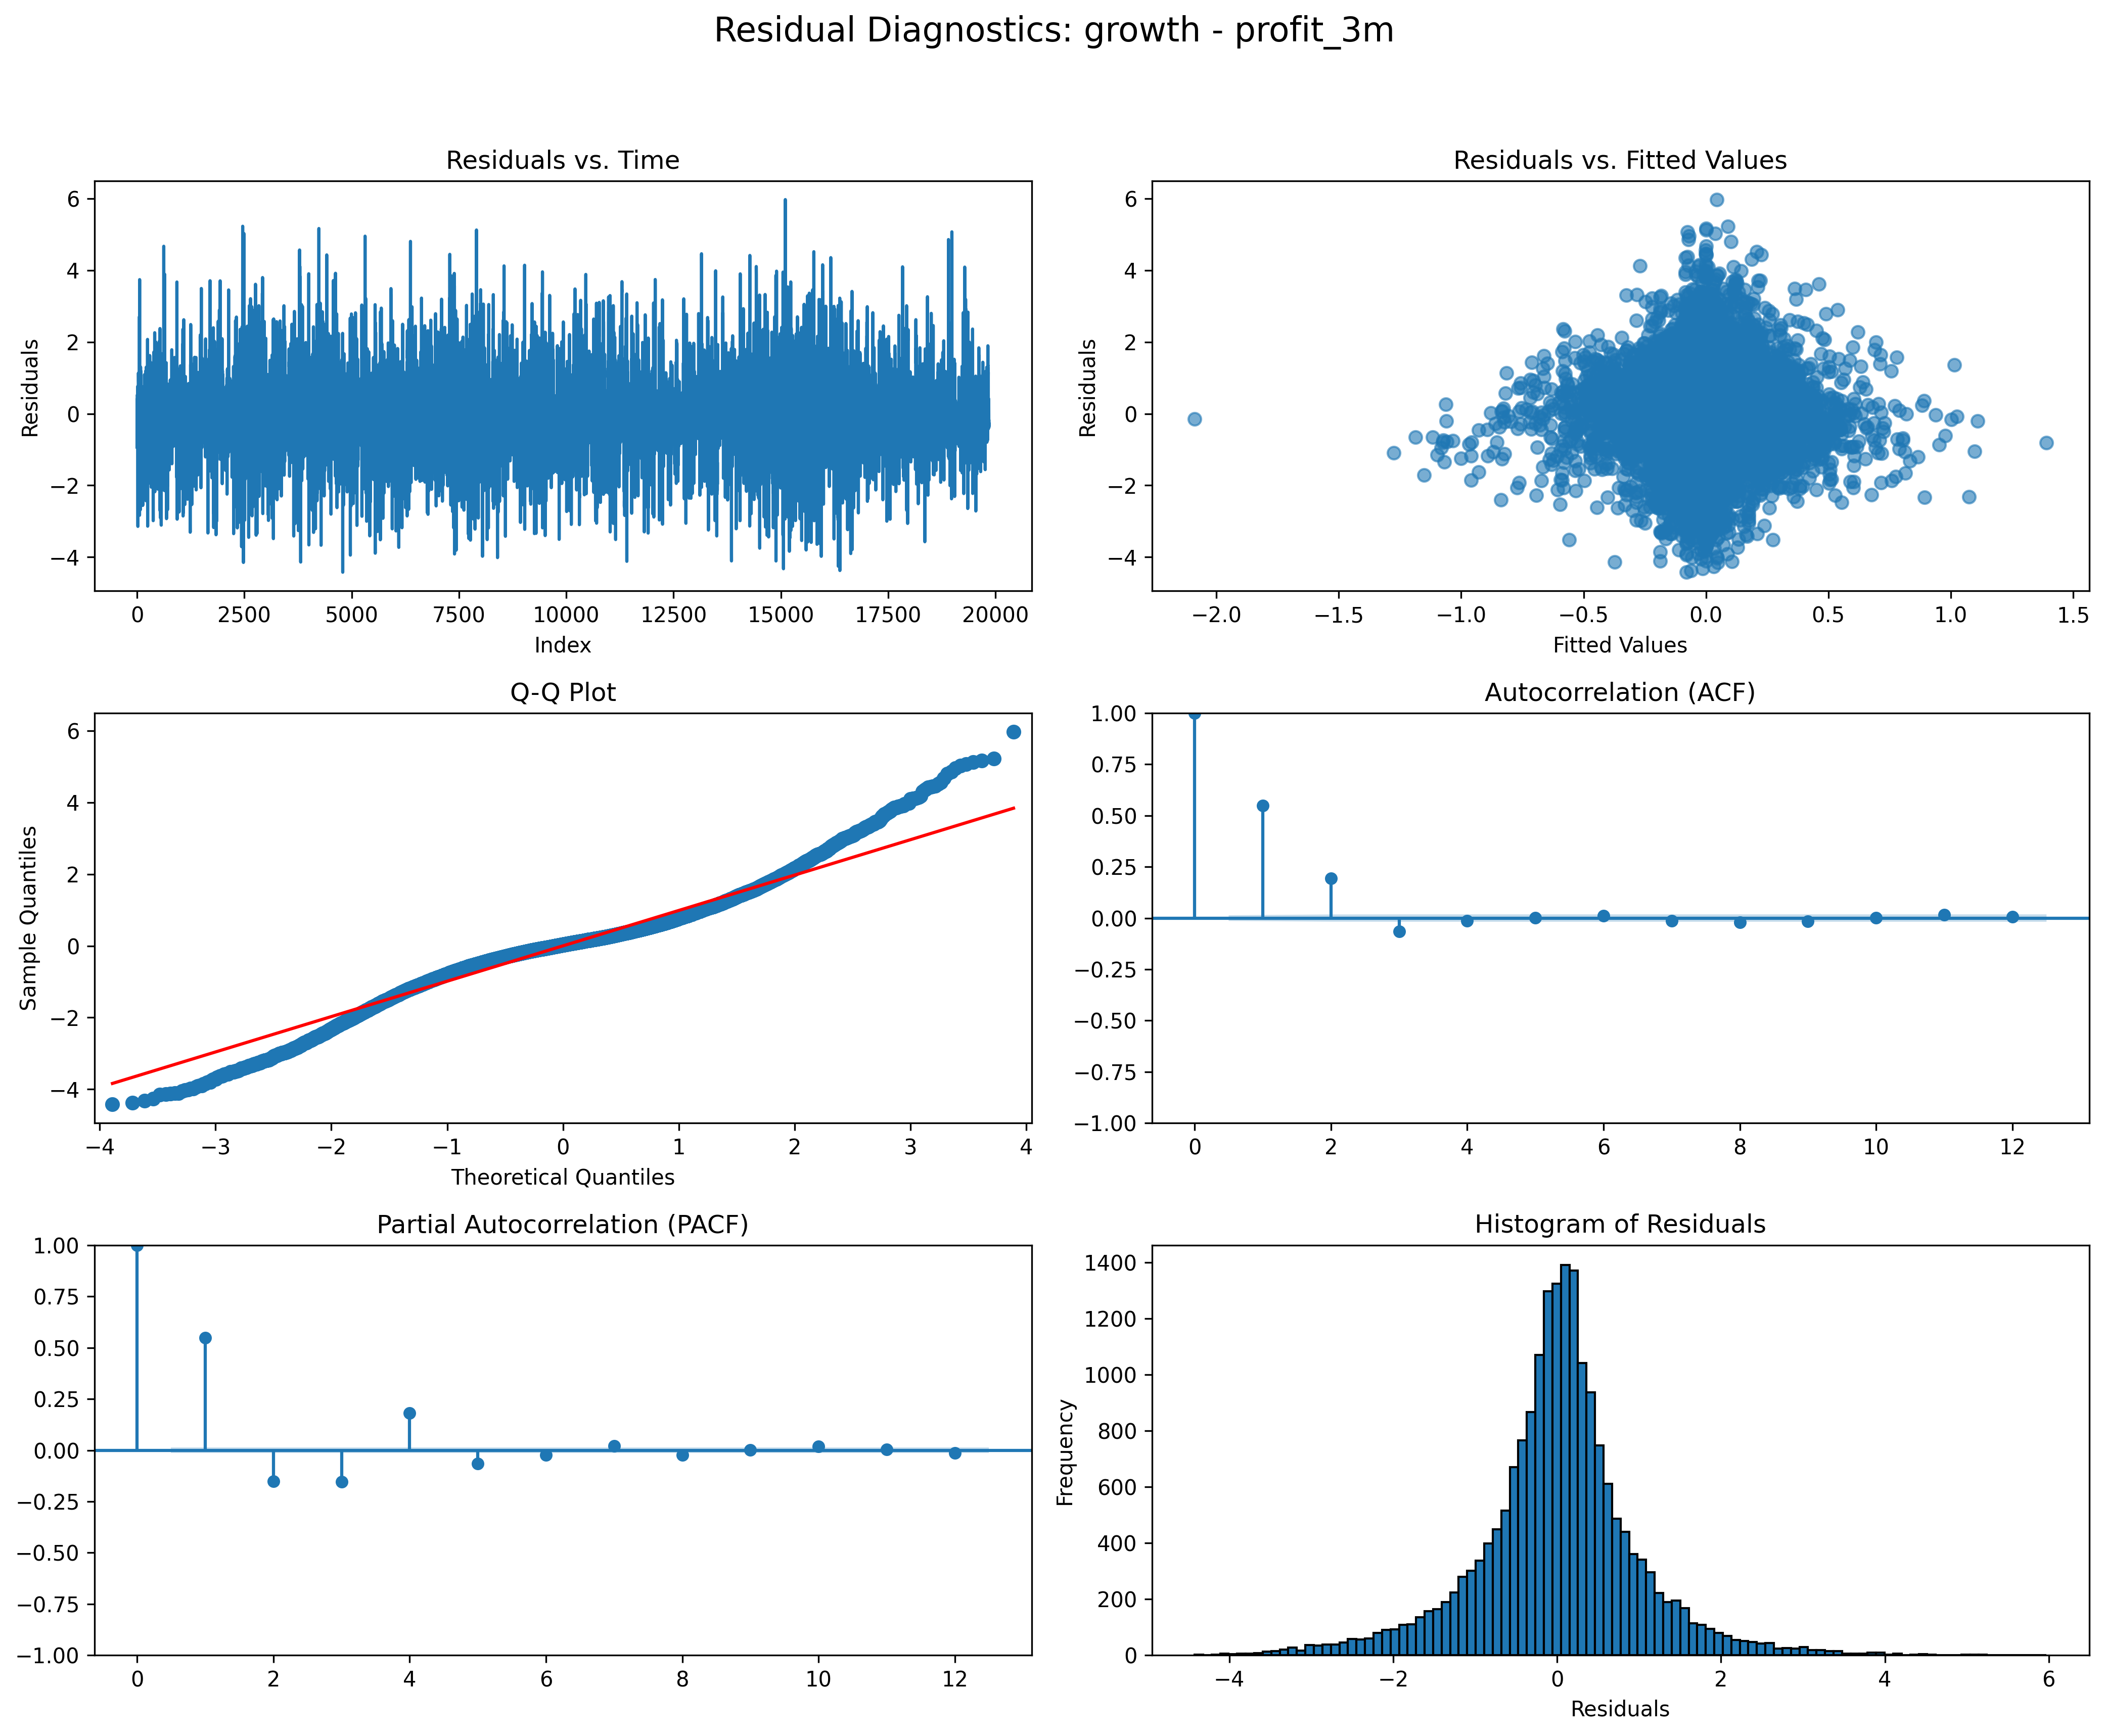 Residual Diagnostics: growth - profit_3m
Residuals vs. Time
Residuals
6
4
2
0
−2
−4
0 2500 5000 7500 10000 12500 15000 17500 20000
Index
Residuals vs. Fitted Values
Residuals
6
4
2
0
−2
−4
−2.0 −1.5 −1.0 −0.5 0.0 0.5 1.0 1.5
Fitted Values
Q-Q Plot
Sample Quantiles
6
4
2
0
−2
−4
−4 −3 −2 −1 0 1 2 3 4
Theoretical Quantiles
Autocorrelation (ACF)
1.00
0.75
0.50
0.25
0.00
−0.25
−0.50
−0.75
−1.00
0 2 4 6 8 10 12
Partial Autocorrelation (PACF)
1.00
0.75
0.50
0.25
0.00
−0.25
−0.50
−0.75
−1.00
0 2 4 6 8 10 12
Histogram of Residuals
Frequency
1400
1200
1000
800
600
400
200
0
−4 −2 0 2 4 6
Residuals